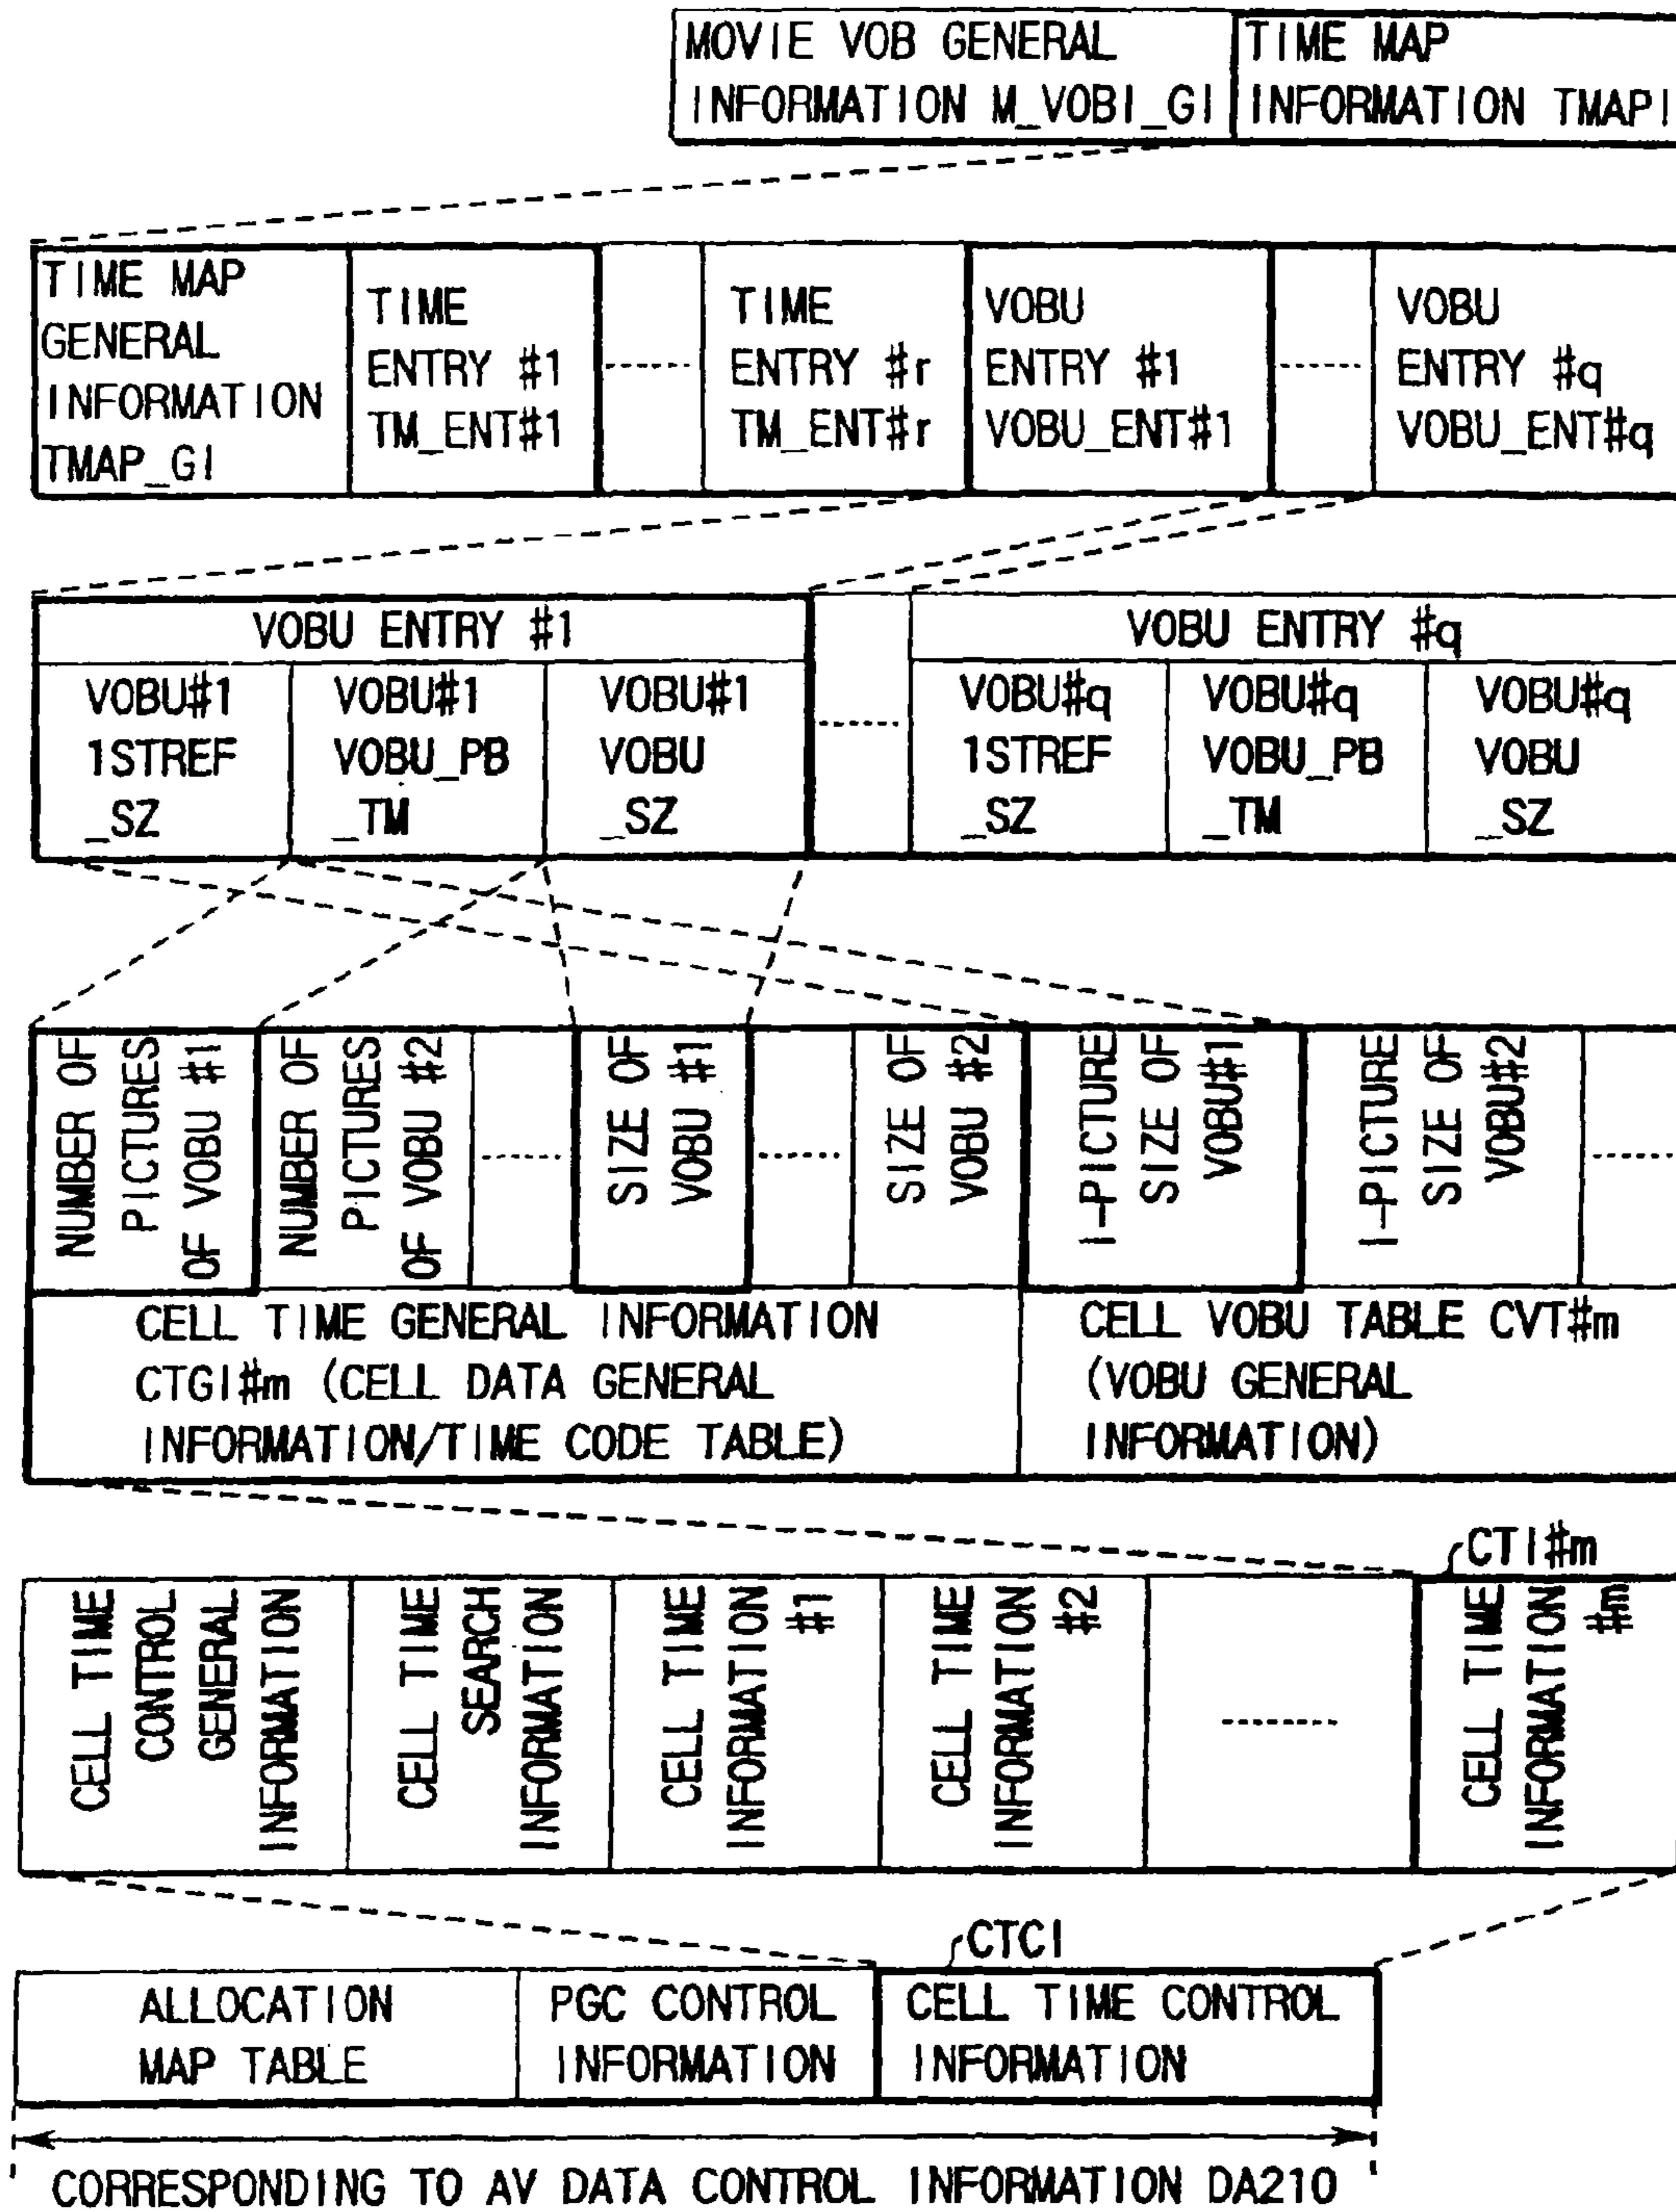 MOVIE VOB GENERAL
INFORMATION M_VOBI_GI
TIME MAP
INFORMATION TMAPI
TIME MAP
GENERAL
INFORMATION
TMAP_GI
TIME
ENTRY #1
TM_ENT#1
TIME
ENTRY #r
TM_ENT#r
VOBU
ENTRY #1
VOBU_ENT#1
VOBU
ENTRY #q
VOBU_ENT#q
VOBU ENTRY #1
VOBU#1
1STREF
_SZ
VOBU#1
VOBU_PB
_TM
VOBU#1
VOBU
_SZ
VOBU ENTRY #q
VOBU#q
1STREF
_SZ
VOBU#q
VOBU_PB
_TM
VOBU#q
VOBU
_SZ
NUMBER OF
PICTURES
OF VOBU #1
NUMBER OF
PICTURES
OF VOBU #2
SIZE OF
VOBU #1
SIZE OF
VOBU #2
I-PICTURE
SIZE OF
VOBU#1
I-PICTURE
SIZE OF
VOBU#2
CELL TIME GENERAL INFORMATION
CTGI#m (CELL DATA GENERAL
INFORMATION/TIME CODE TABLE)
CELL VOBU TABLE CVT#m
(VOBU GENERAL
INFORMATION)
CTI#m
CELL TIME
CONTROL
GENERAL
INFORMATION
CELL TIME
SEARCH
INFORMATION
CELL TIME
INFORMATION
#1
CELL TIME
INFORMATION
#2
CELL TIME
INFORMATION
#m
CTCI
ALLOCATION
MAP TABLE
PGC CONTROL
INFORMATION
CELL TIME CONTROL
INFORMATION
CORRESPONDING TO AV DATA CONTROL INFORMATION DA210